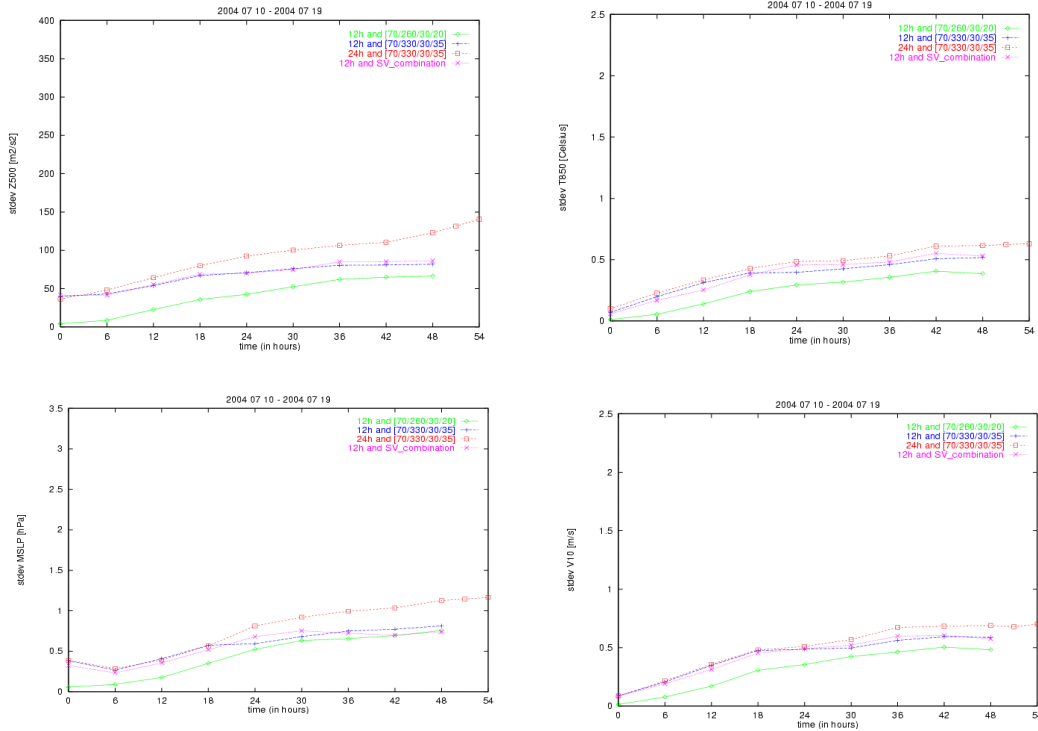 2004 07 10 - 2004 07 19
400
350
300
250
200
150
100
50
0
stdev Z500 [m2/s2]
12h and [70/260/30/20]
12h and [70/330/30/35]
24h and [70/330/30/35]
12h and SV_combination
0 6 12 18 24 30 36 42 48 54
time (in hours)
2004 07 10 - 2004 07 19
2.5
2
1.5
1
0.5
0
stdev T850 [Celsius]
12h and [70/260/30/20]
12h and [70/330/30/35]
24h and [70/330/30/35]
12h and SV_combination
0 6 12 18 24 30 36 42 48 54
time (in hours)
2004 07 10 - 2004 07 19
3.5
3
2.5
2
1.5
1
0.5
0
stdev MSLP [hPa]
12h and [70/260/30/20]
12h and [70/330/30/35]
24h and [70/330/30/35]
12h and SV_combination
0 6 12 18 24 30 36 42 48 54
time (in hours)
2004 07 10 - 2004 07 19
2.5
2
1.5
1
0.5
0
stdev V10 [m/s]
12h and [70/260/30/20]
12h and [70/330/30/35]
24h and [70/330/30/35]
12h and SV_combination
0 6 12 18 24 30 36 42 48 54
time (in hours)